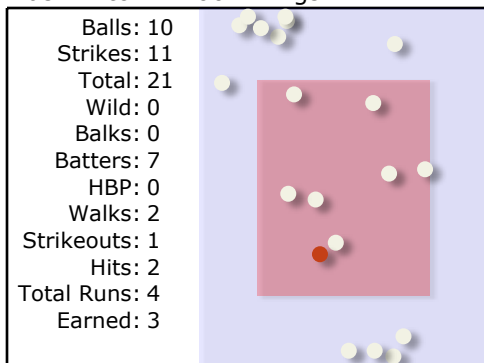 Balls: 10
Strikes: 11
Total: 21
Wild: 0
Balks: 0
Batters: 7
HBP: 0
Walks: 2
Strikeouts: 1
Hits: 2
Total Runs: 4
Earned: 3